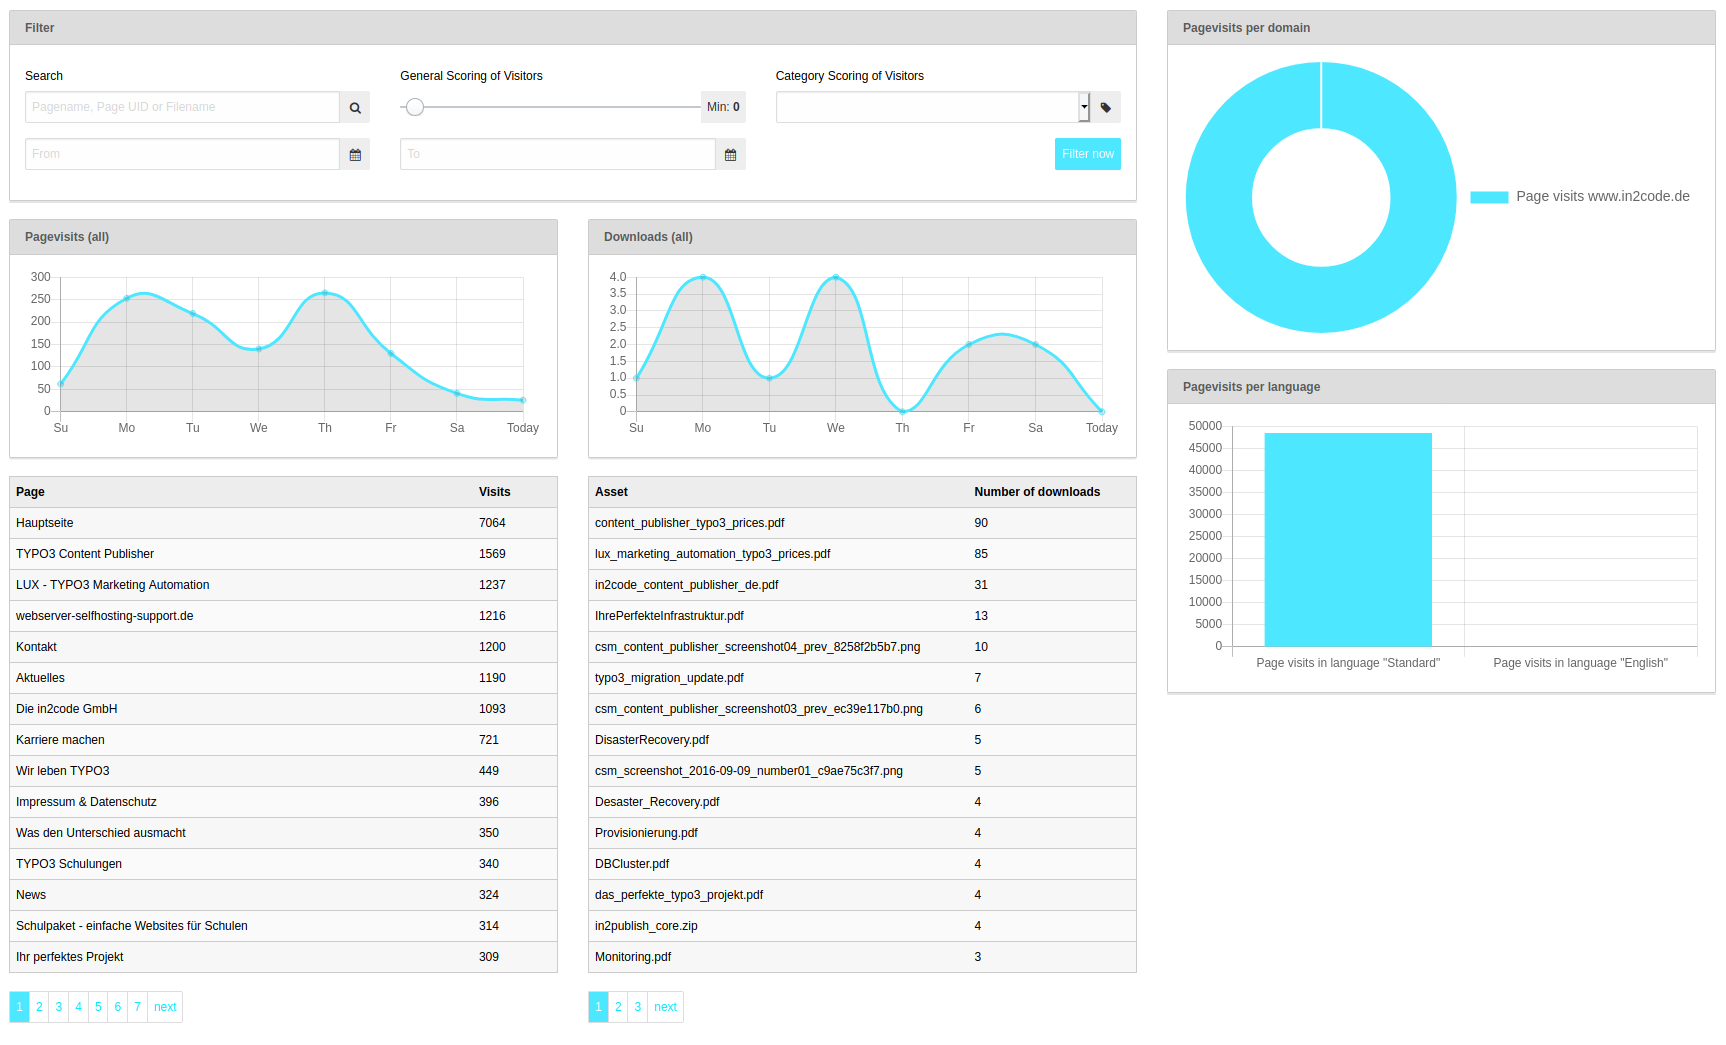 Filter
Search
General Scoring of Visitors
Category Scoring of Visitors
Pagename, Page UID or Filename
Min: 0
From
To
Filter now
Pagevisits (all)
300
250
200
150
100
50
0
Su Mo Tu We Th Fr Sa Today
Downloads (all)
4.0
3.5
3.0
2.5
2.0
1.5
1.0
0.5
0
Su Mo Tu We Th Fr Sa Today
Page Visits
Hauptseite 7064
TYPO3 Content Publisher 1569
LUX - TYPO3 Marketing Automation 1237
webserver-selfhosting-support.de 1216
Kontakt 1200
Aktuelles 1190
Die in2code GmbH 1093
Karriere machen 721
Wir leben TYPO3 449
Impressum & Datenschutz 396
Was den Unterschied ausmacht 350
TYPO3 Schulungen 340
News 324
Schulpaket - einfache Websites für Schulen 314
Ihr perfektes Projekt 309
1 2 3 4 5 6 7 next
Asset Number of downloads
content_publisher_typo3_prices.pdf 90
lux_marketing_automation_typo3_prices.pdf 85
in2code_content_publisher_de.pdf 31
IhrePerfekteInfrastruktur.pdf 13
csm_content_publisher_screenshot04_prev_8258f2b5b7.png 10
typo3_migration_update.pdf 7
csm_content_publisher_screenshot03_prev_ec39e117b0.png 6
DisasterRecovery.pdf 5
csm_screenshot_2016-09-09_number01_c9ae75c3f7.png 5
Desaster_Recovery.pdf 4
Provisionierung.pdf 4
DBCluster.pdf 4
das_perfekte_typo3_projekt.pdf 4
in2publish_core.zip 4
Monitoring.pdf 3
1 2 3 next
Pagevisits per domain
Page visits www.in2code.de
Pagevisits per language
50000
45000
40000
35000
30000
25000
20000
15000
10000
5000
0
Page visits in language "Standard" Page visits in language "English"